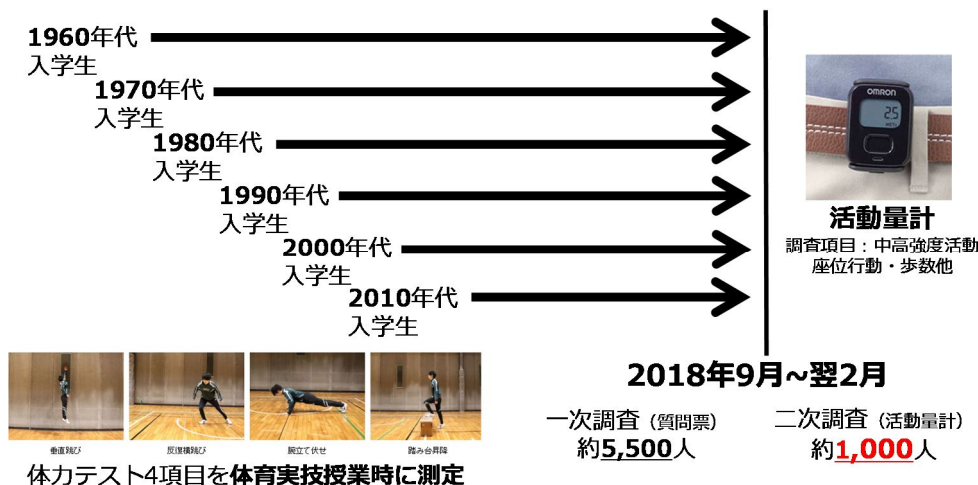 1960年代
入学生
1970年代
入学生
1980年代
入学生
1990年代
入学生
2000年代
入学生
2010年代
入学生
OMRON
2.5
METs
活動量計
調査項目：中高強度活動
座位行動・歩数他
2018年9月~翌2月
一次調査（質問票）
約5,500人
二次調査（活動量計）
約1,000人
垂直跳び
反復横跳び
腕立て伏せ
踏み台昇降
体力テスト4項目を体育実技授業時に測定